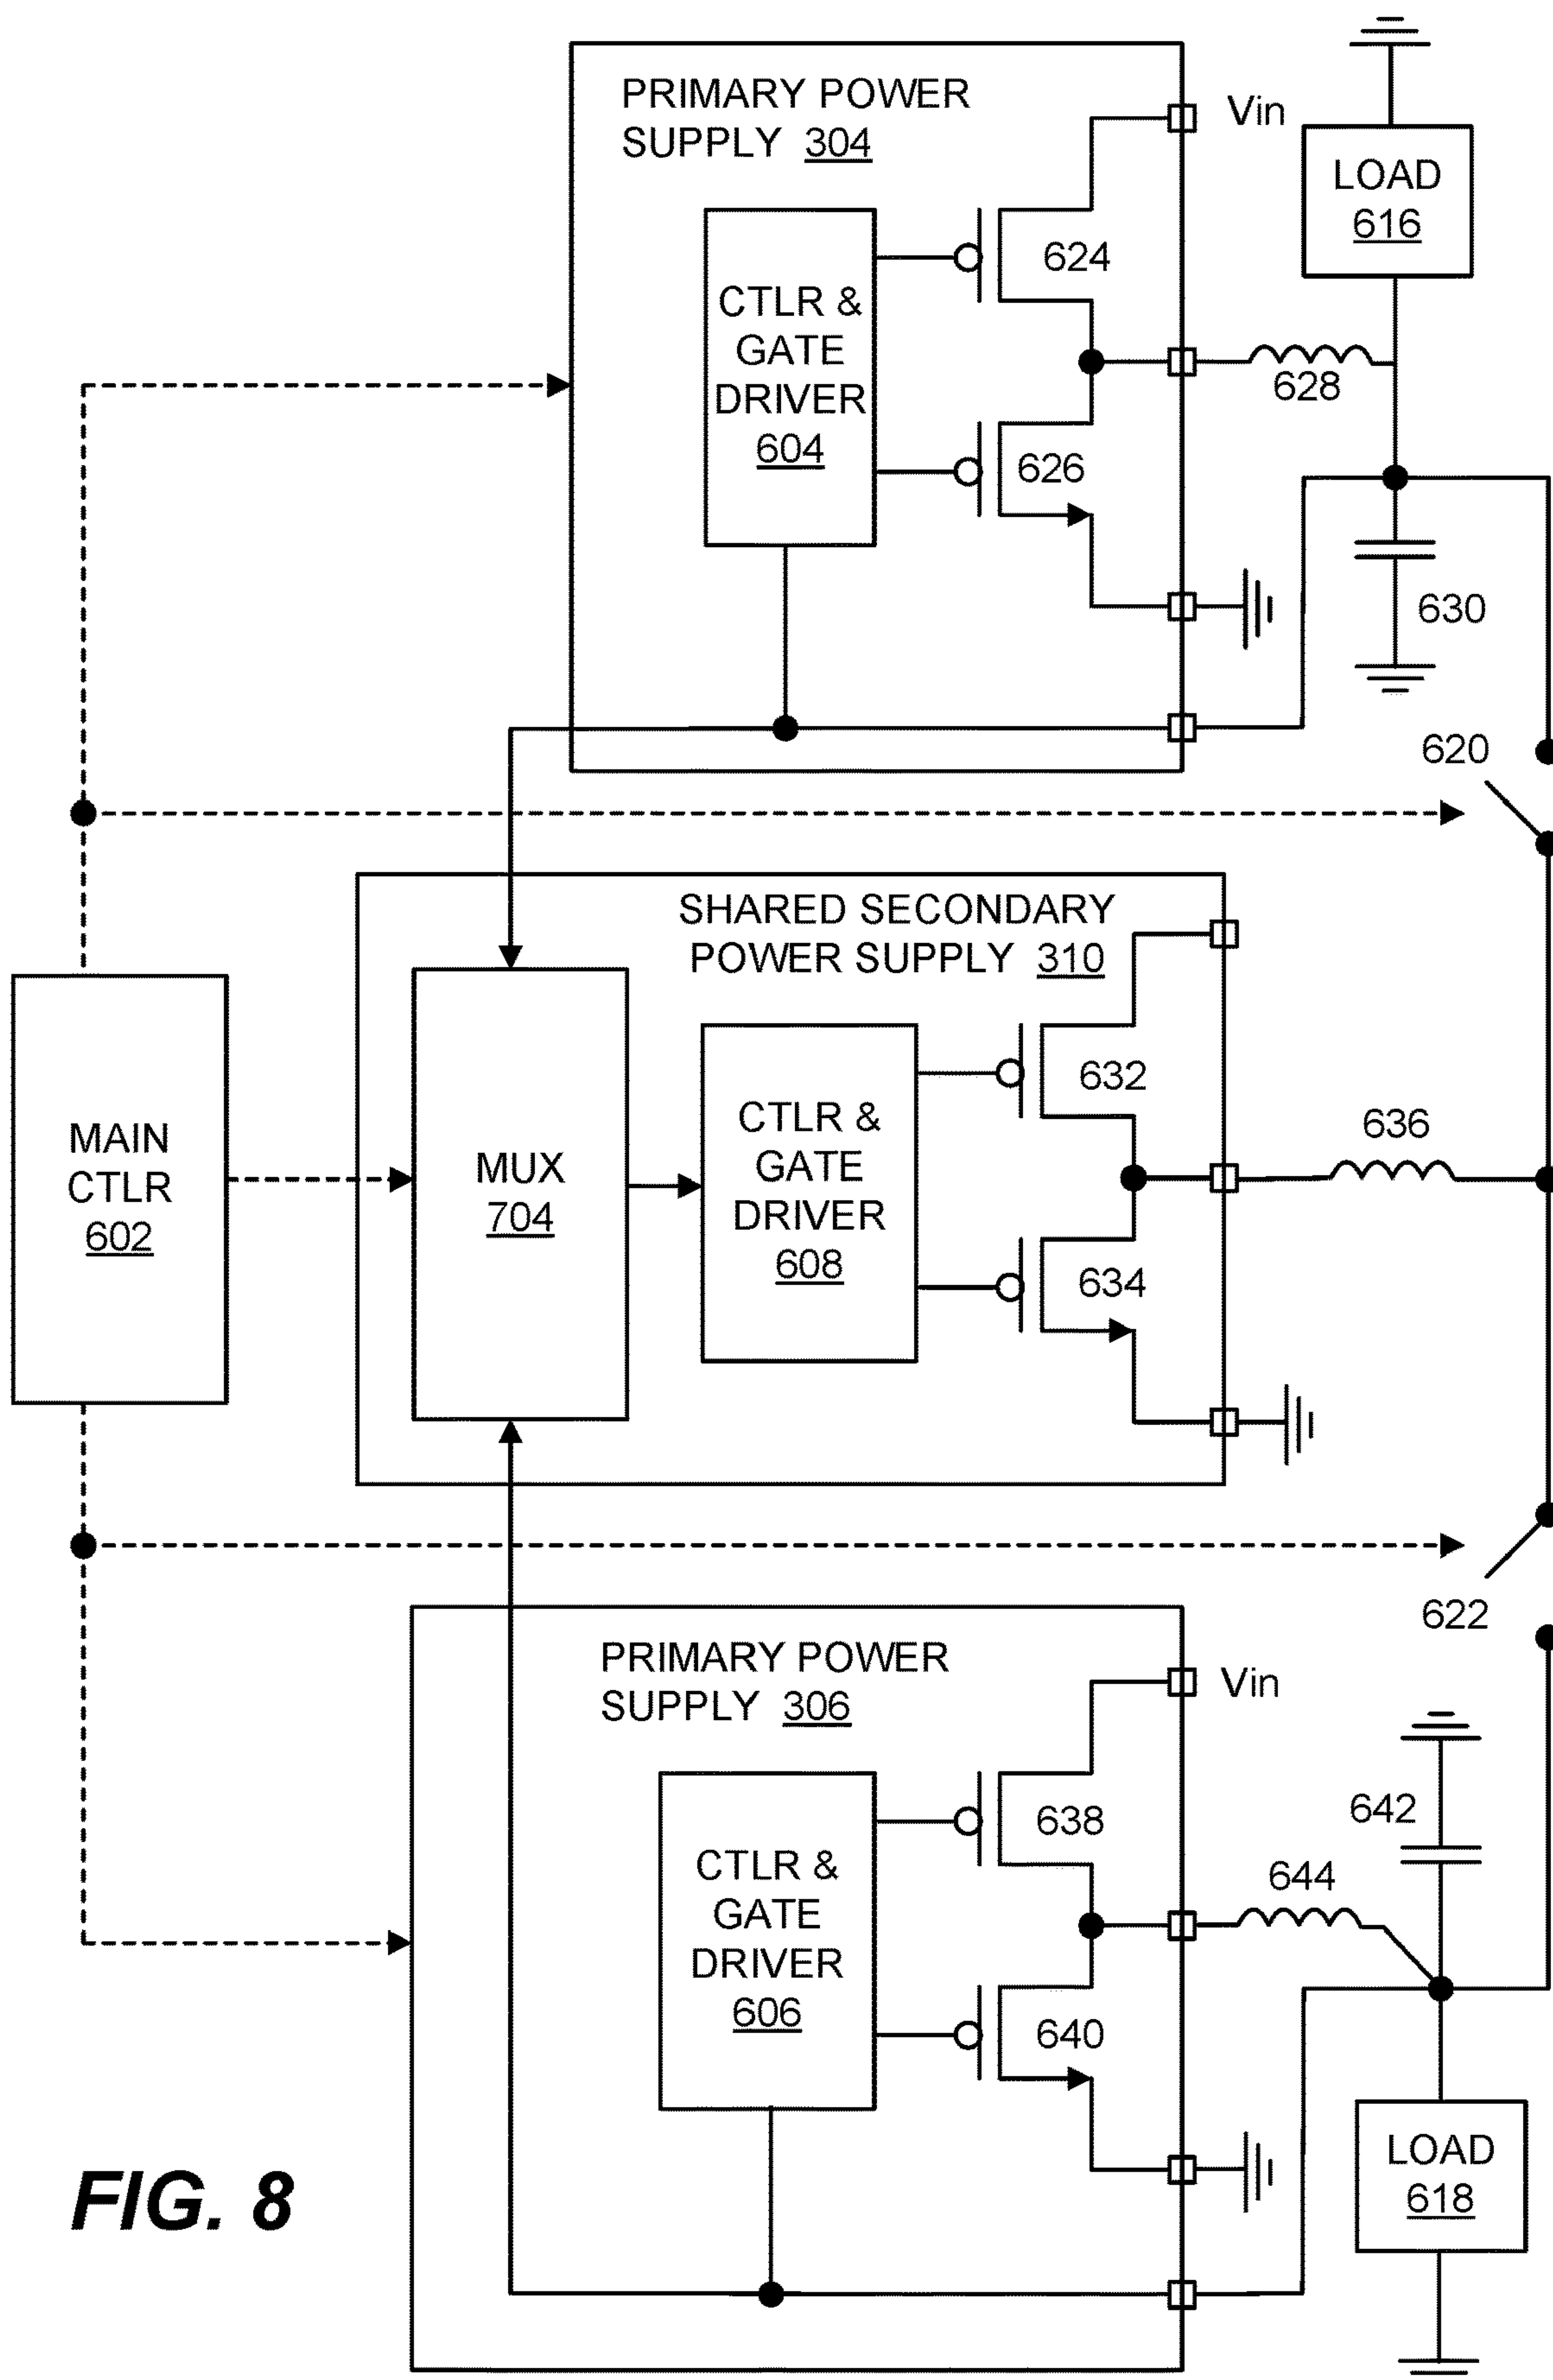 PRIMARY POWER
SUPPLY 304
Vin
LOAD
616
624
CTLR &
GATE
DRIVER
604
628
626
630
620
SHARED SECONDARY
POWER SUPPLY 310
MAIN
CTLR
602
MUX
704
CTLR &
GATE
DRIVER
608
632
636
634
622
PRIMARY POWER
SUPPLY 306
Vin
642
638
CTLR &
GATE
DRIVER
606
644
640
LOAD
618
FIG. 8